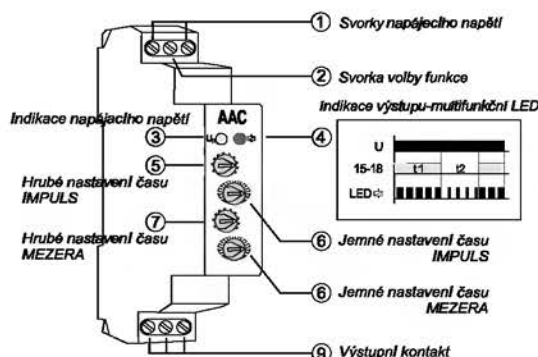 ① Svorky napájecího napětí
② Svorka volby funkce
AAC
Indikace napájacího napětí
③
Un
④
Indikace výstupu-multifunkční LED
U
15-18
t1
t2
LED
⑤
Hrubé nastavení času
IMPULS
⑦
Hrubé nastavení času
MEZERA
⑥ Jemné nastavení času
IMPULS
⑥ Jemné nastavení času
MEZERA
⑨ Výstupní kontakt